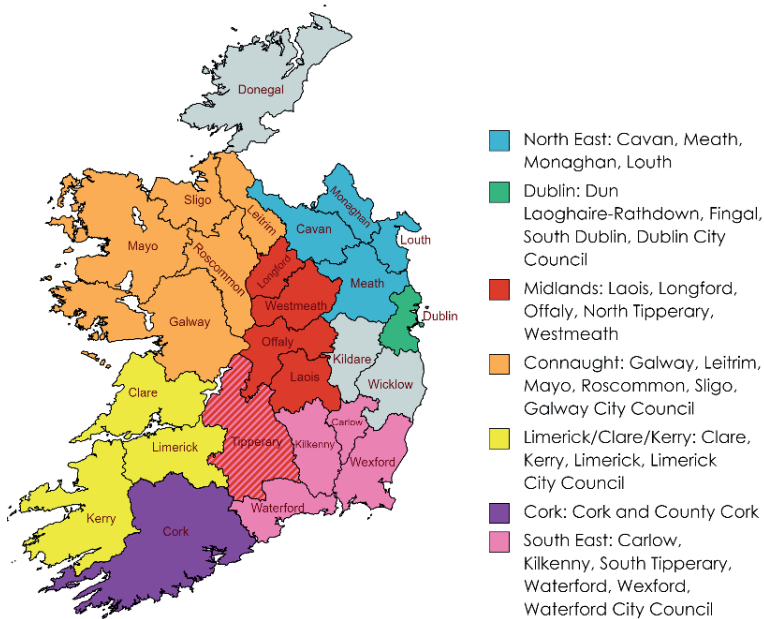 Donegal
Sligo
Leitrim
Mayo
Roscommon
Galway
Cavan
Monaghan
Louth
Longford
Meath
Westmeath
Dublin
Offaly
Kildare
Laois
Wicklow
Clare
Tipperary
Limerick
Kilkenny
Carlow
Wexford
Waterford
Kerry
Cork
North East: Cavan, Meath,
Monaghan, Louth
Dublin: Dun
Laoghaire-Rathdown, Fingal,
South Dublin, Dublin City
Council
Midlands: Laois, Longford,
Offaly, North Tipperary,
Westmeath
Connaught: Galway, Leitrim,
Mayo, Roscommon, Sligo,
Galway City Council
Limerick/Clare/Kerry: Clare,
Kerry, Limerick, Limerick
City Council
Cork: Cork and County Cork
South East: Carlow,
Kilkenny, South Tipperary,
Waterford, Wexford,
Waterford City Council